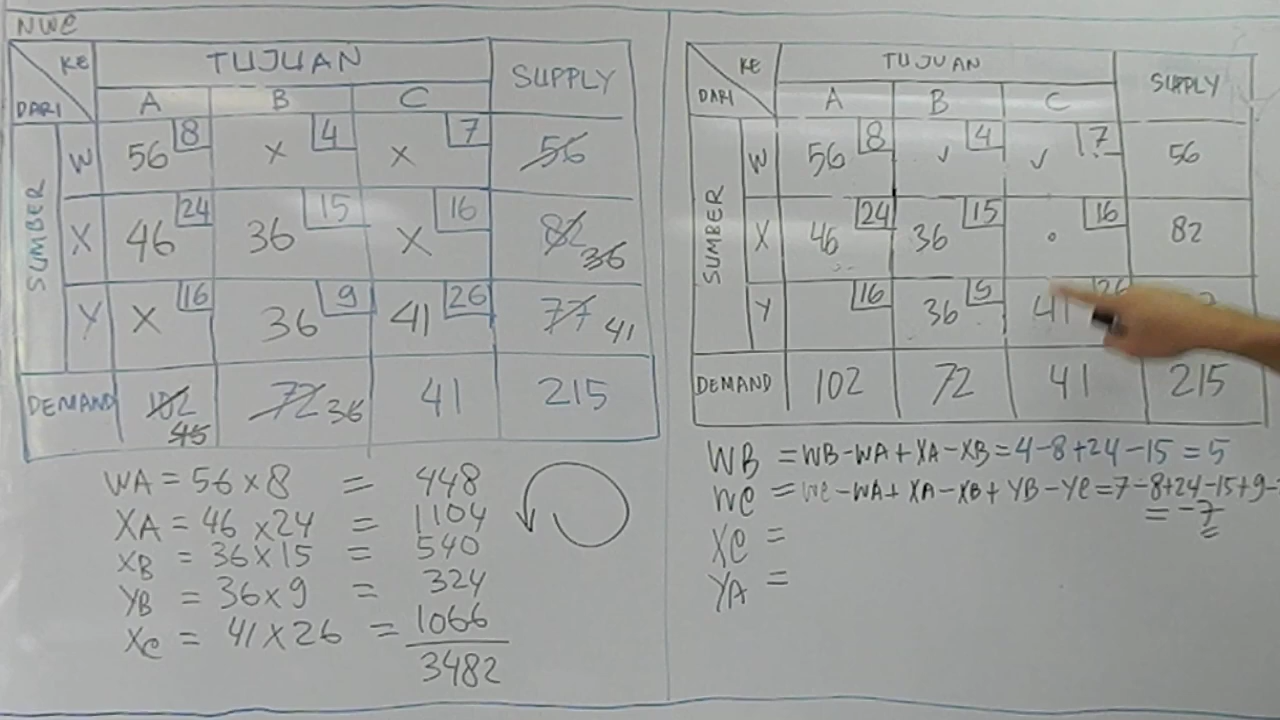 NWC
KE TUJUAN SUPPLY
DARI A B C
SUMBER
W 56 8 x 4 x 7 56
X 46 24 36 15 x 16 82 36
Y x 16 36 9 41 26 77 41
DEMAND 102 45 72 36 41 215
WA = 56 x 8 = 448
XA = 46 x 24 = 1104
XB = 36 x 15 = 540
YB = 36 x 9 = 324
XC = 41 x 26 = 1066
3482
KE TUJUAN SUPPLY
DARI A B C
SUMBER
W 56 8 ✓ 4 ✓ 7 56
X 46 24 36 15 16 82
Y 16 36 9 41
DEMAND 102 72 41 215
WB = WB-WA+XA-XB = 4-8+24-15 = 5
WC = WC-WA+XA-XB+YB-YC = 7-8+24-15+9-
= -7
XC =
YA =